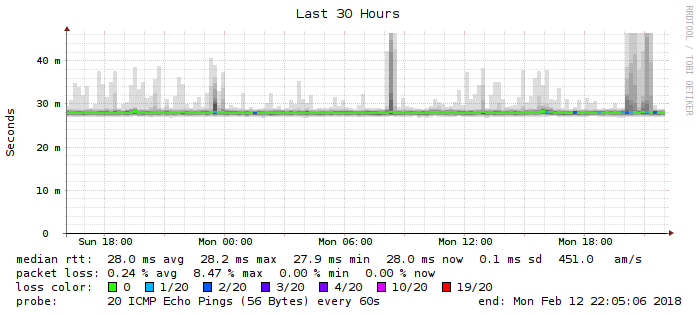 Last 30 Hours
RRDTOOL / TOBI OETIKER
Seconds
40 m
30 m
20 m
10 m
0
Sun 18:00 Mon 00:00 Mon 06:00 Mon 12:00 Mon 18:00
median rtt: 28.0 ms avg 28.2 ms max 27.9 ms min 28.0 ms now 0.1 ms sd 451.0 am/s
packet loss: 0.24 % avg 8.47 % max 0.00 % min 0.00 % now
loss color: 0 1/20 2/20 3/20 4/20 10/20 19/20
probe: 20 ICMP Echo Pings (56 Bytes) every 60s end: Mon Feb 12 22:05:06 2018